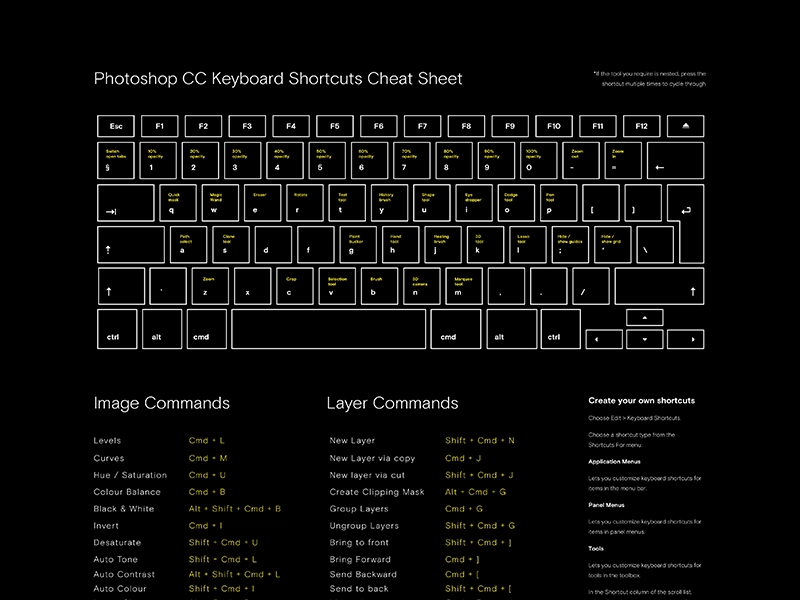 Photoshop CC Keyboard Shortcuts Cheat Sheet
*If the tool you require is nested, press the
shortcut mutiple times to cycle through
Esc F1 F2 F3 F4 F5 F6 F7 F8 F9 F10 F11 F12
Switch open tabs 10% opacity 20% opacity 30% opacity 40% opacity 50% opacity 60% opacity 70% opacity 80% opacity 90% opacity 100% opacity Zoom out Zoom in
§ 1 2 3 4 5 6 7 8 9 0 - = ←
Quick mask Magic Wand Eraser Rotate Text tool History brush Shape tool Eye dropper Dodge tool Pen tool
q w e r t y u i o p [ ]
Path select Clone tool Paint bucket Hand tool Healing brush 3D tool Lasso tool Hide / show guides Hide / show grid
a s d f g h j k l ; ' \
Zoom Crop Selection tool Brush 3D camera Marquee tool
` z x c v b n m , . /
ctrl alt cmd cmd alt ctrl
Image Commands
Levels Cmd + L
Curves Cmd + M
Hue / Saturation Cmd + U
Colour Balance Cmd + B
Black & White Alt + Shift + Cmd + B
Invert Cmd + I
Desaturate Shift + Cmd + U
Auto Tone Shift + Cmd + L
Auto Contrast Alt + Shift + Cmd + L
Auto Colour Shift + Cmd + I
Layer Commands
New Layer Shift + Cmd + N
New Layer via copy Cmd + J
New layer via cut Shift + Cmd + J
Create Clipping Mask Alt + Cmd + G
Group Layers Cmd + G
Ungroup Layers Shift + Cmd + G
Bring to front Shift + Cmd + ]
Bring Forward Cmd + ]
Send Backward Cmd + [
Send to back Shift + Cmd + [
Create your own shortcuts
Choose Edit > Keyboard Shortcuts.
Choose a shortcut type from the
Shortcuts For menu:
Application Menus
Lets you customize keyboard shortcuts for
items in the menu bar.
Panel Menus
Lets you customize keyboard shortcuts for
items in panel menus.
Tools
Lets you customize keyboard shortcuts for
tools in the toolbox.
In the Shortcut column of the scroll list,